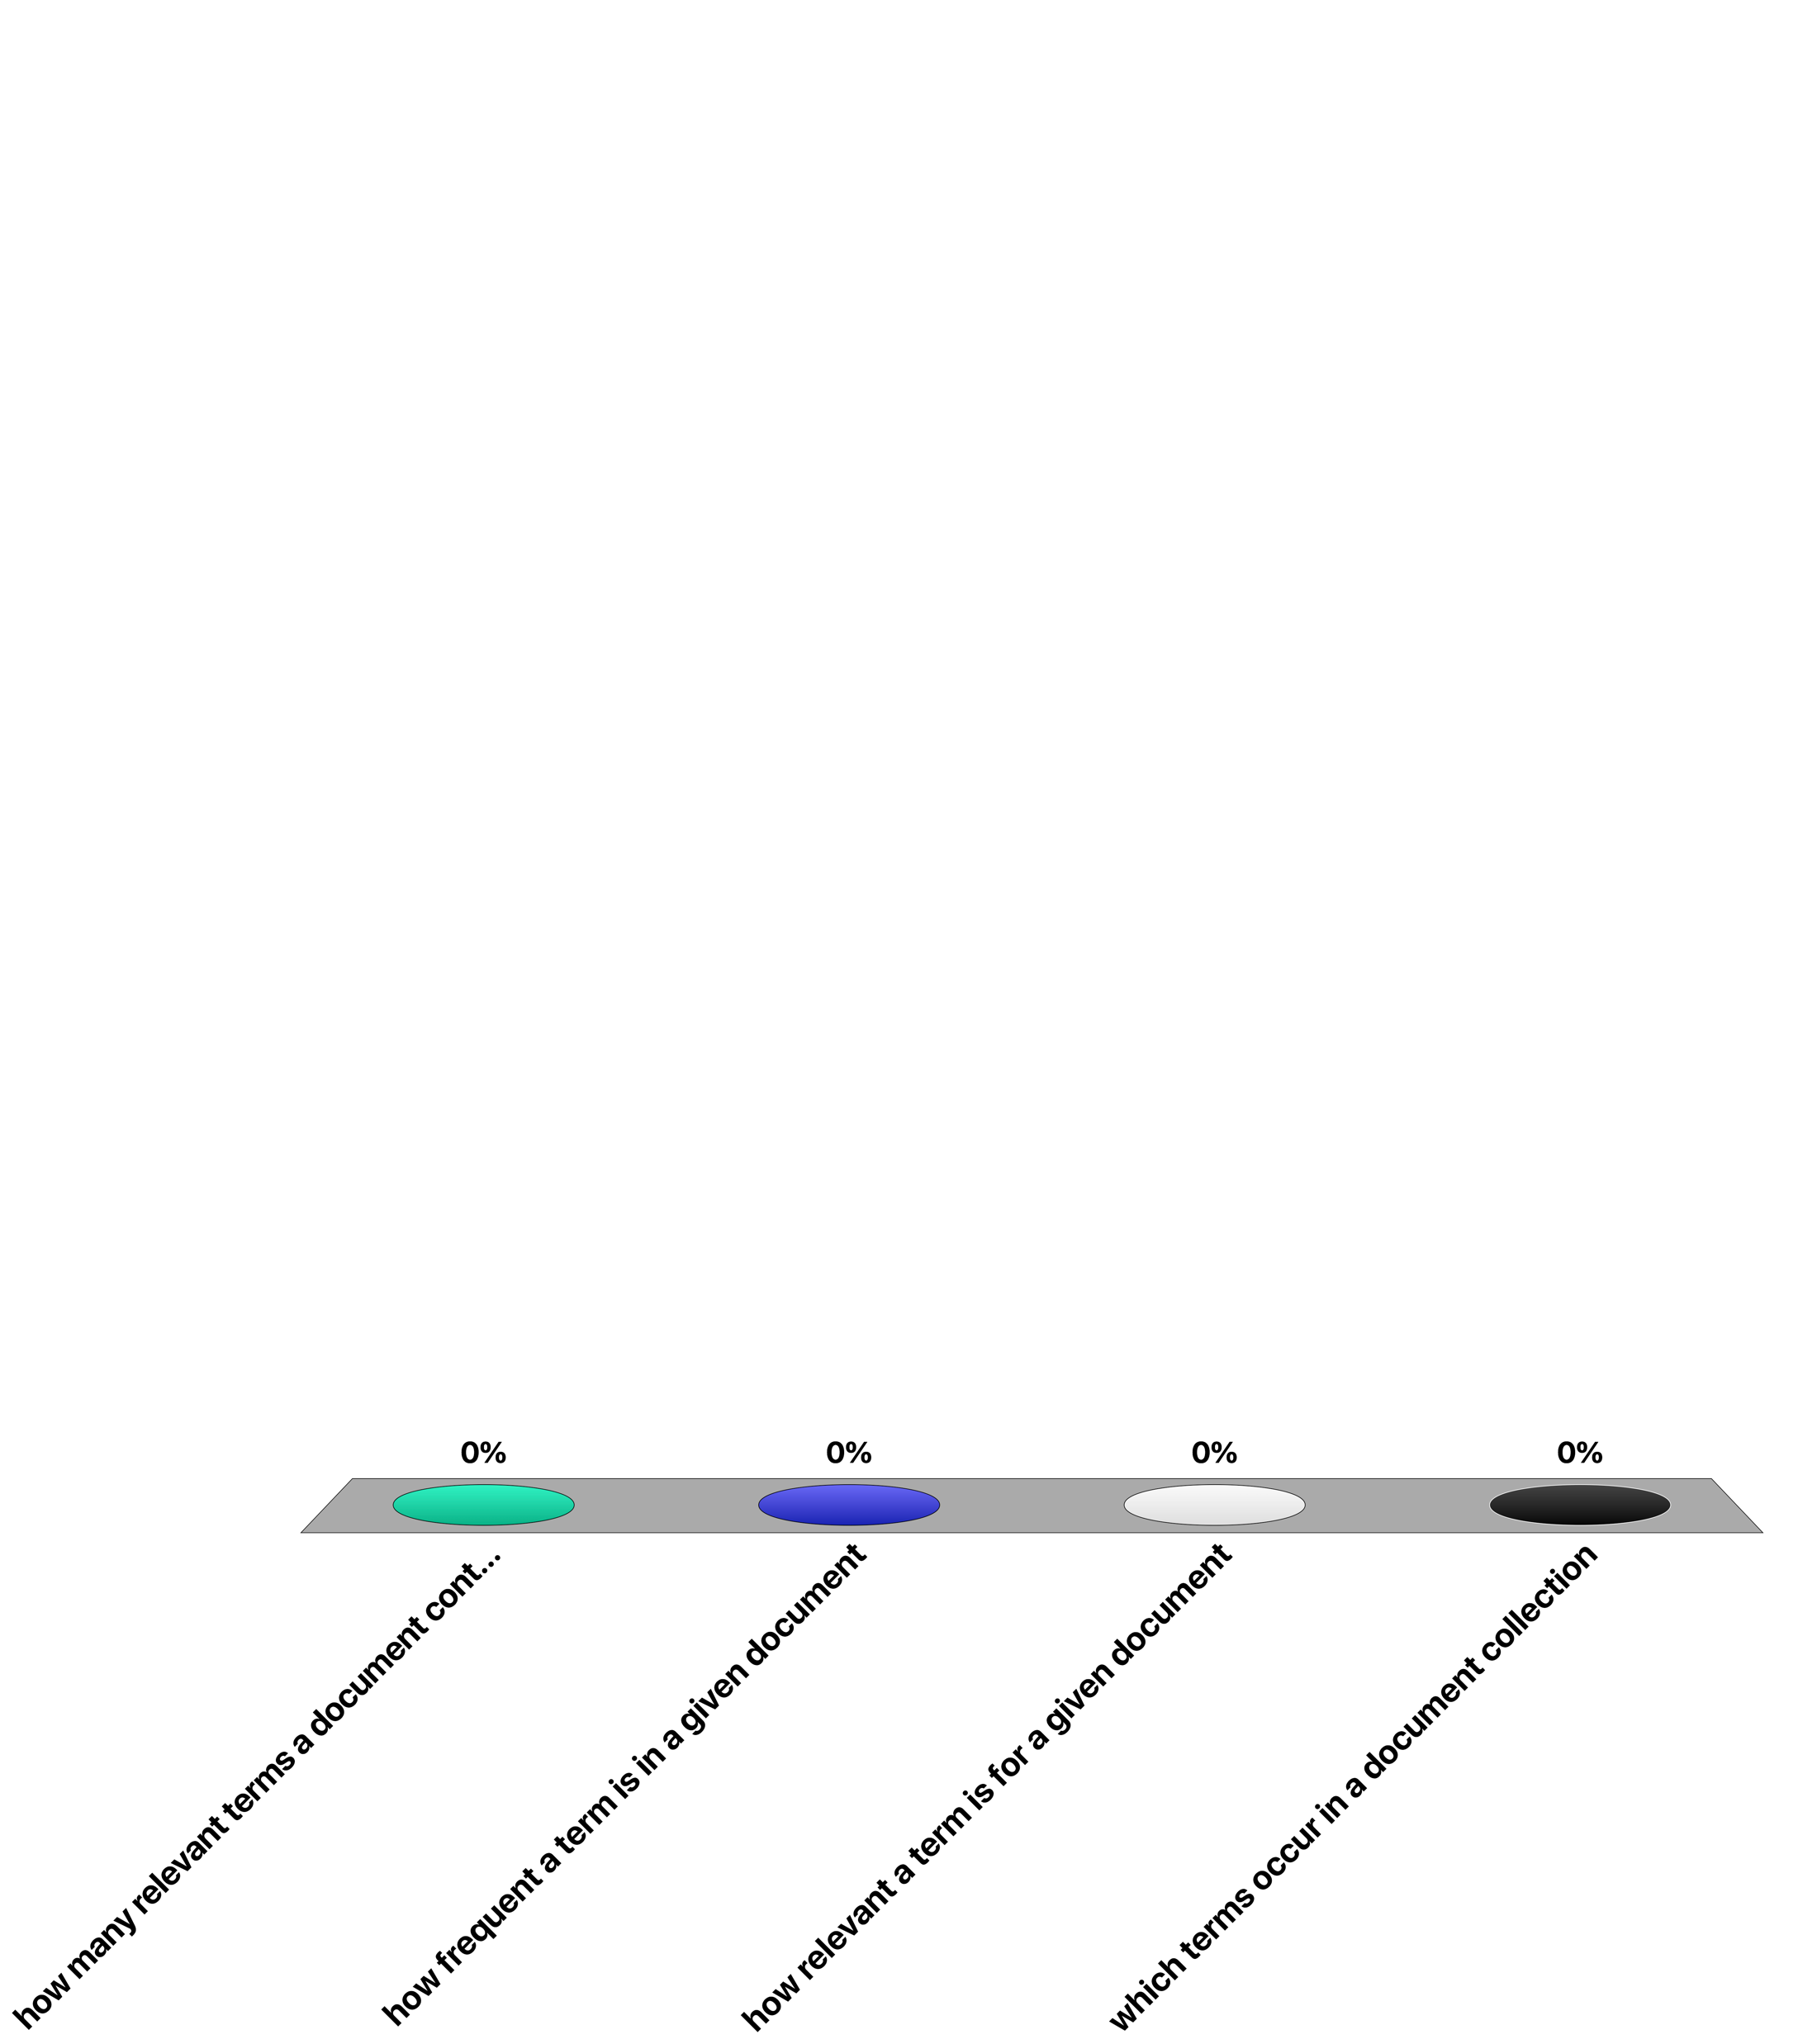 0%
0%
0%
0%
how many relevant terms a document cont...
how frequent a term is in a given document
how relevant a term is for a given document
which terms occur in a document collection